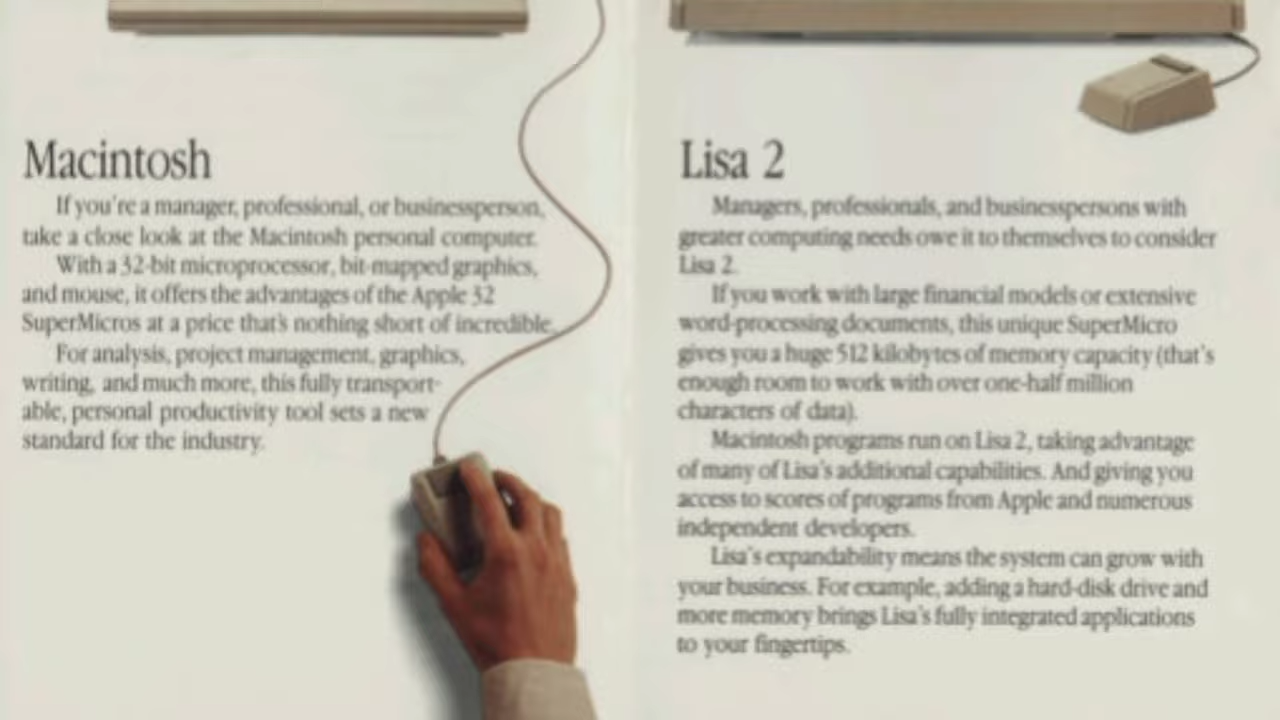 Macintosh
If you're a manager, professional, or businessperson,
take a close look at the Macintosh personal computer.
With a 32-bit microprocessor, bit-mapped graphics,
and mouse, it offers the advantages of the Apple 32
SuperMicros at a price that's nothing short of incredible.
For analysis, project management, graphics,
writing, and much more, this fully transport-
able, personal productivity tool sets a new
standard for the industry.
Lisa 2
Managers, professionals, and businesspersons with
greater computing needs owe it to themselves to consider
Lisa 2.
If you work with large financial models or extensive
word-processing documents, this unique SuperMicro
gives you a huge 512 kilobytes of memory capacity (that's
enough room to work with over one-half million
characters of data).
Macintosh programs run on Lisa 2, taking advantage
of many of Lisa's additional capabilities. And giving you
access to scores of programs from Apple and numerous
independent developers.
Lisa's expandability means the system can grow with
your business. For example, adding a hard-disk drive and
more memory brings Lisa's fully integrated applications
to your fingertips.